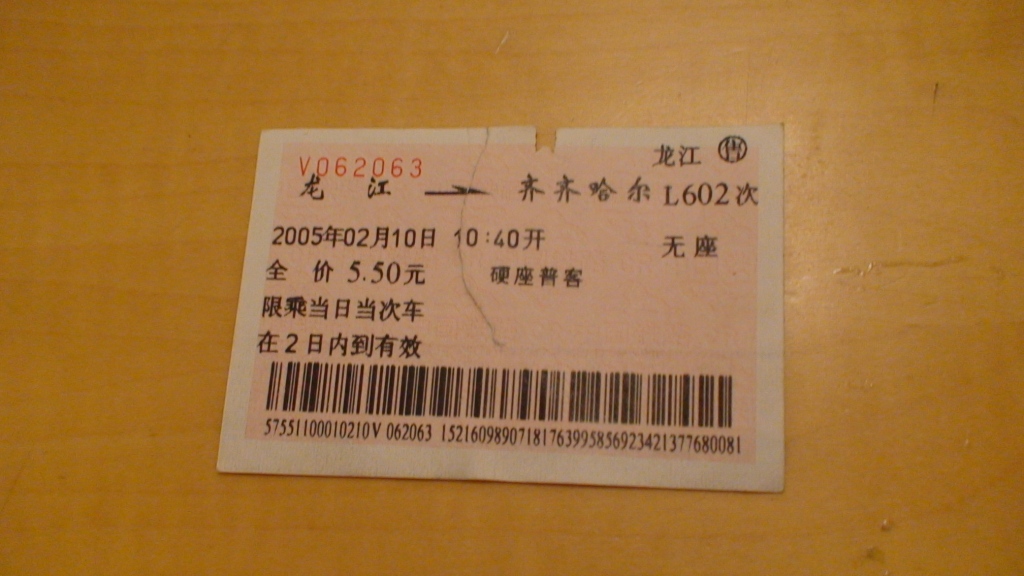 V062063 龙江 售
龙 江 → 齐齐哈尔 L602次
2005年02月10日 10:40开 无座
全 价 5.50元 硬座普客
限乘当日当次车
在2日内到有效
57551100010210V 062063 1521609890718176399585692342137768008​1